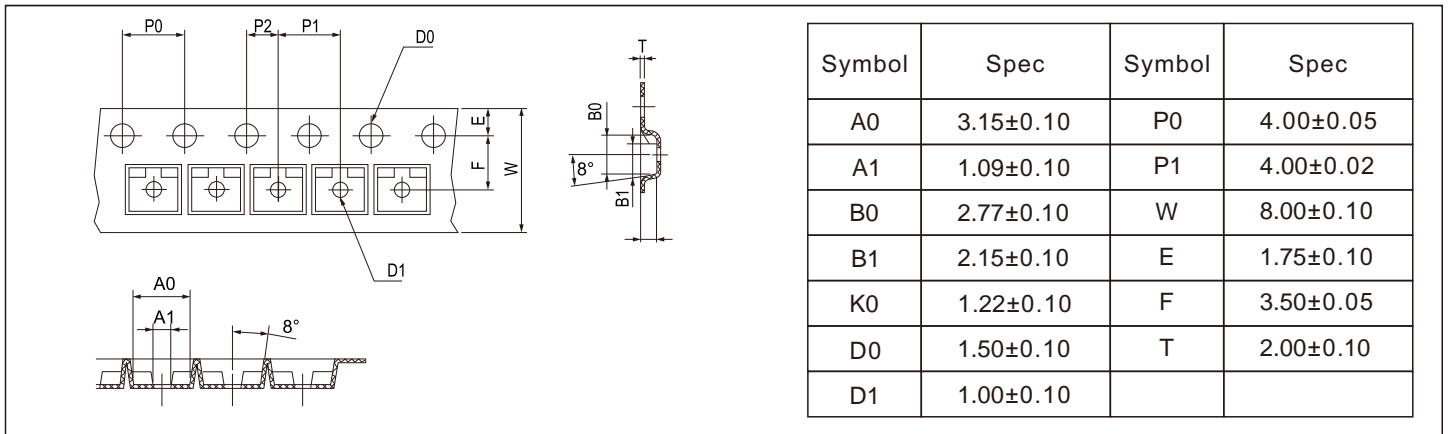 P0 P2 P1 D0
E
F
W
D1
A0
A1
8°
T
B0
8°
B1
Symbol Spec Symbol Spec
A0 3.15±0.10 P0 4.00±0.05
A1 1.09±0.10 P1 4.00±0.02
B0 2.77±0.10 W 8.00±0.10
B1 2.15±0.10 E 1.75±0.10
K0 1.22±0.10 F 3.50±0.05
D0 1.50±0.10 T 2.00±0.10
D1 1.00±0.10